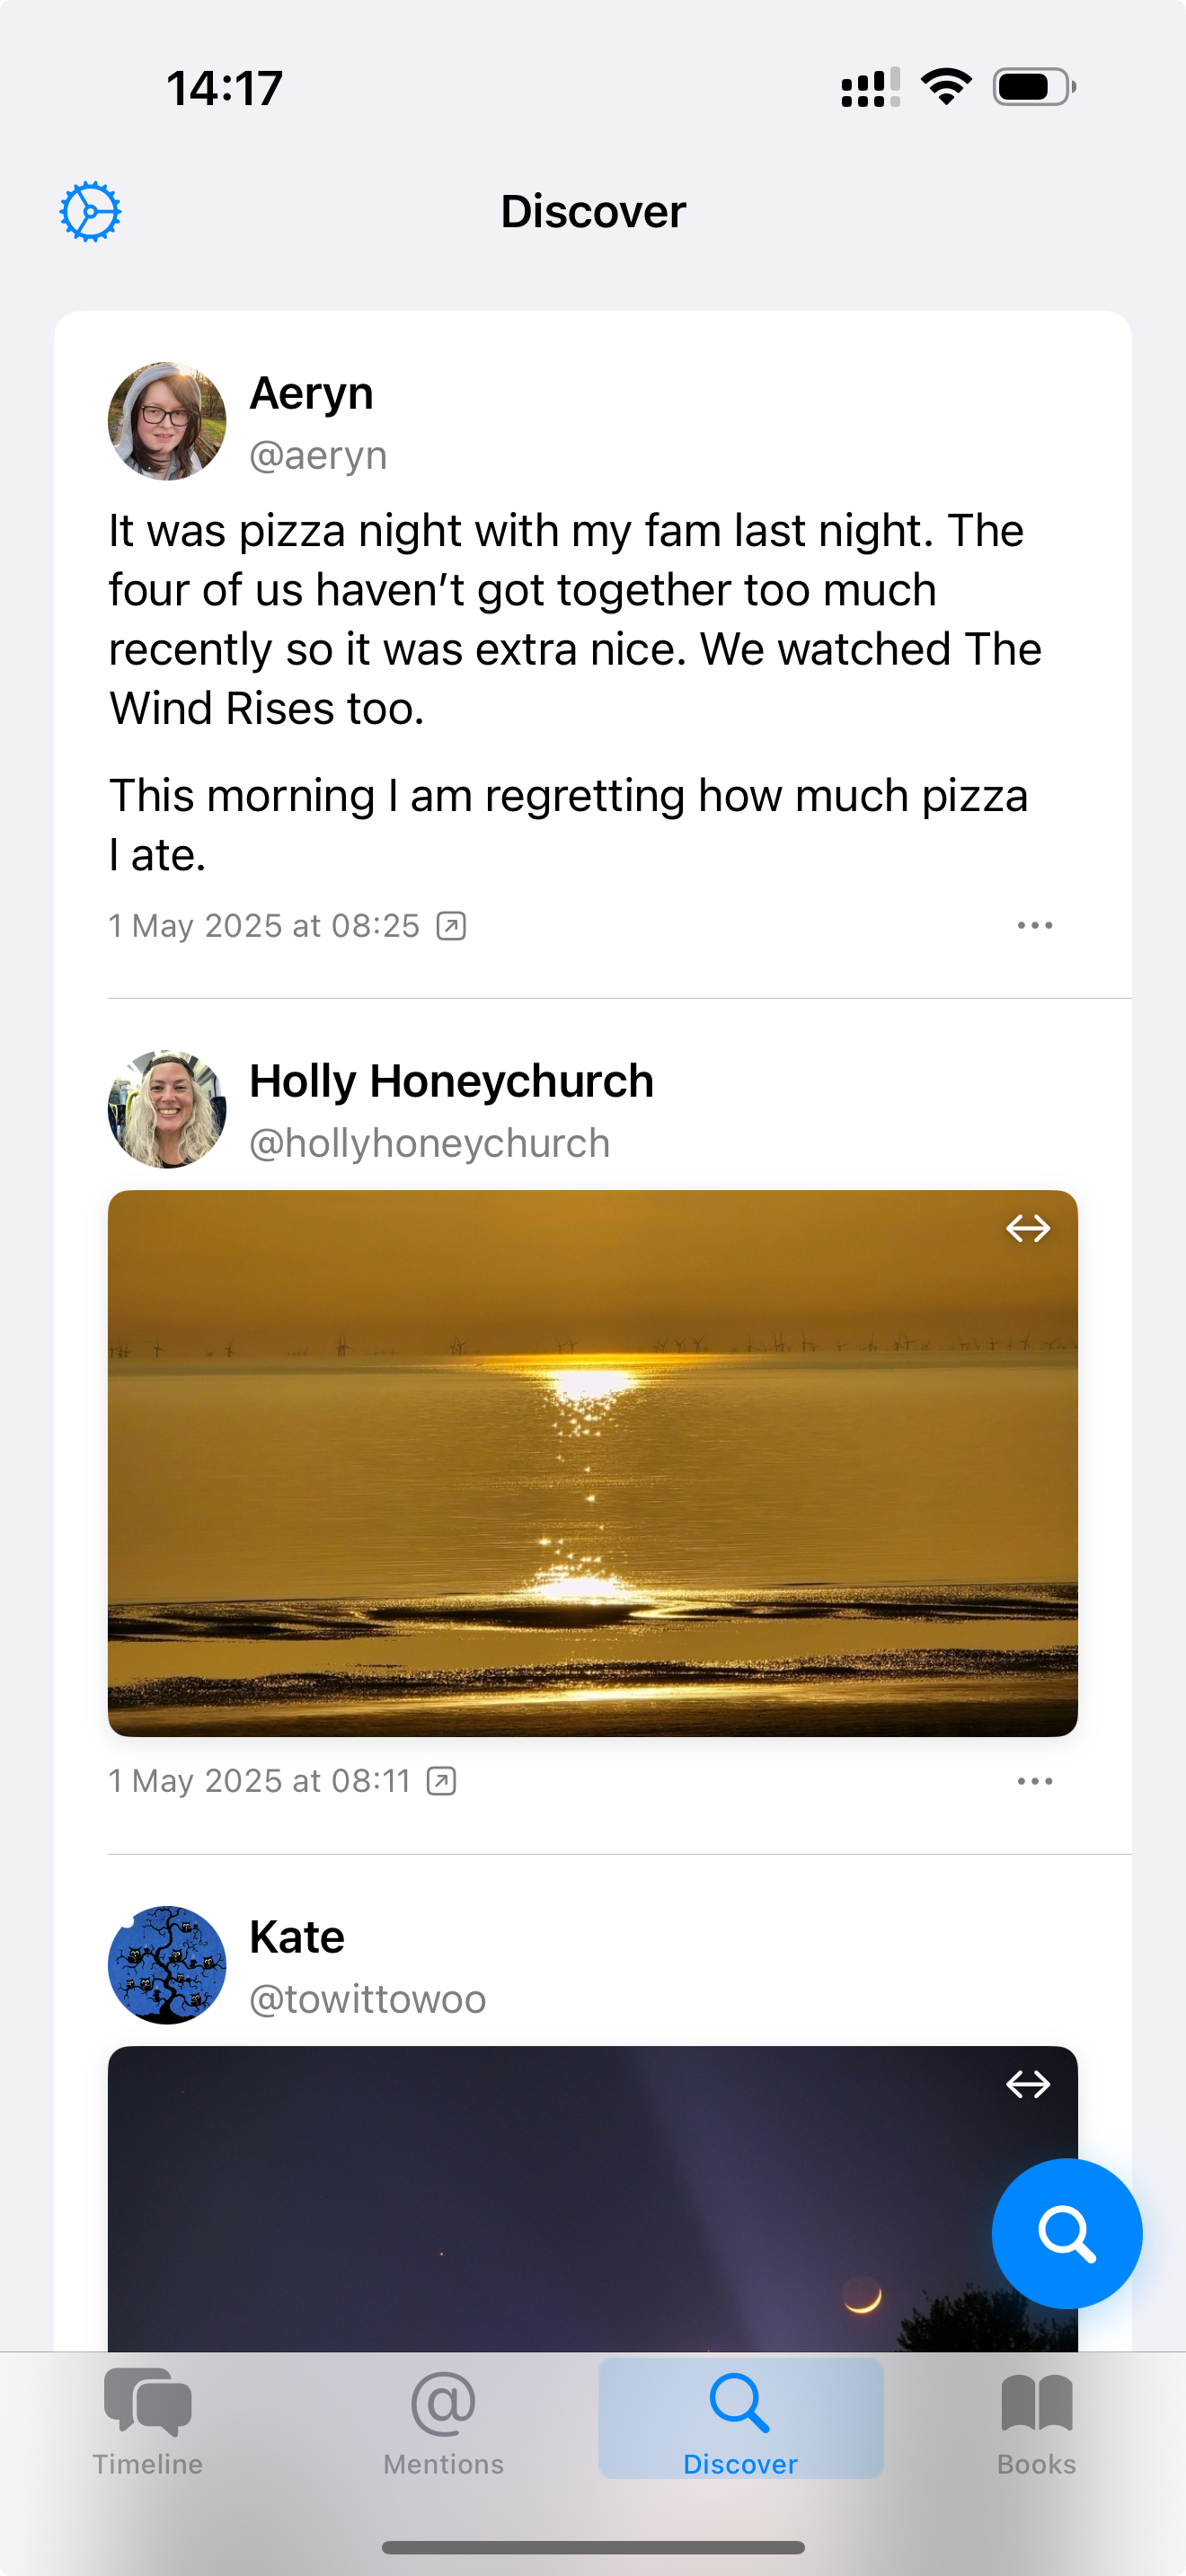 14:17
Discover
Aeryn
@aeryn
It was pizza night with my fam last night. The
four of us haven’t got together too much
recently so it was extra nice. We watched The
Wind Rises too.
This morning I am regretting how much pizza
I ate.
1 May 2025 at 08:25
Holly Honeychurch
@hollyhoneychurch
1 May 2025 at 08:11
Kate
@towittowoo
Timeline
Mentions
Discover
Books